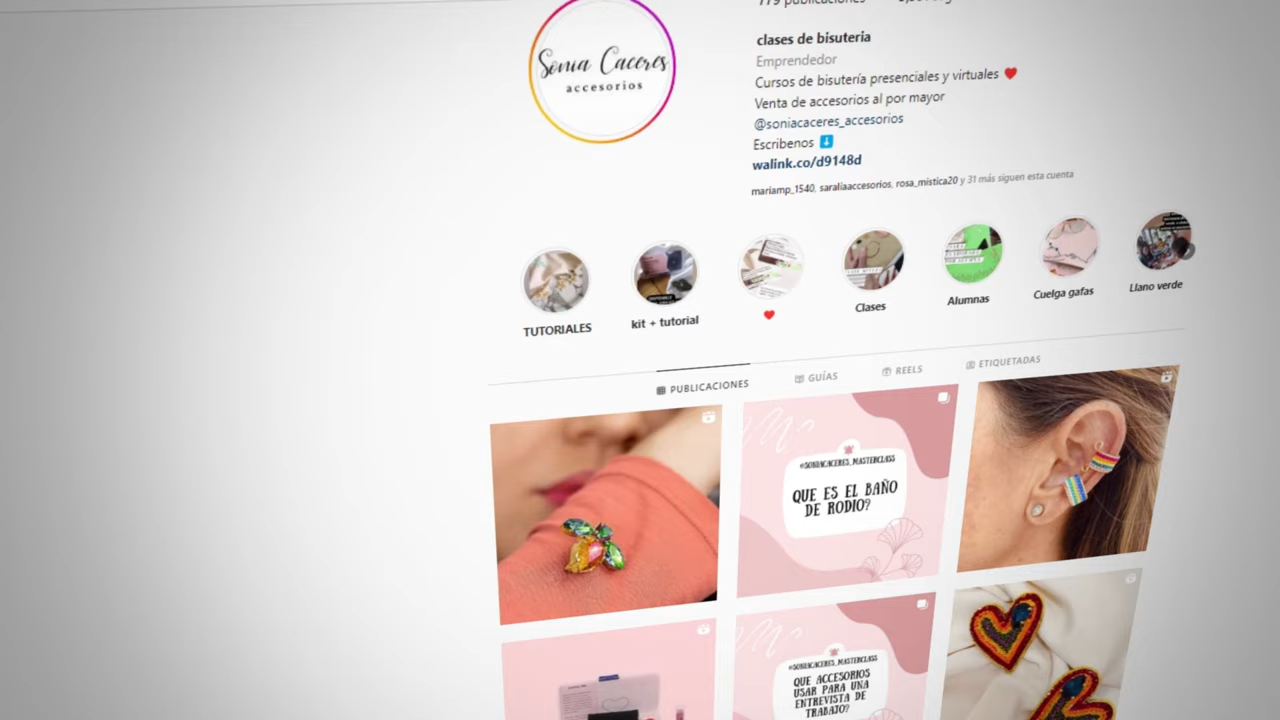 779 publicaciones
Sonia Caceres
accesorios
clases de bisuteria
Emprendedor
Cursos de bisutería presenciales y virtuales ❤️
Venta de accesorios al por mayor
@soniacaceres_accesorios
Escribenos ⬇️
walink.co/d9148d
mariamp_1540, saraliaaccesorios, rosa_mistica20 y 31 más siguen esta cuenta
TUTORIALES
kit + tutorial
❤️
Clases
Alumnas
Cuelga gafas
Llano verde
PUBLICACIONES
GUÍAS
REELS
ETIQUETADAS
@SONIACACERES_MASTERCLASS
QUE ES EL BAÑO
DE RODIO?
@SONIACACERES_MASTERCLASS
QUE ACCESORIOS
USAR PARA UNA
ENTREVISTA DE
TRABAJO?